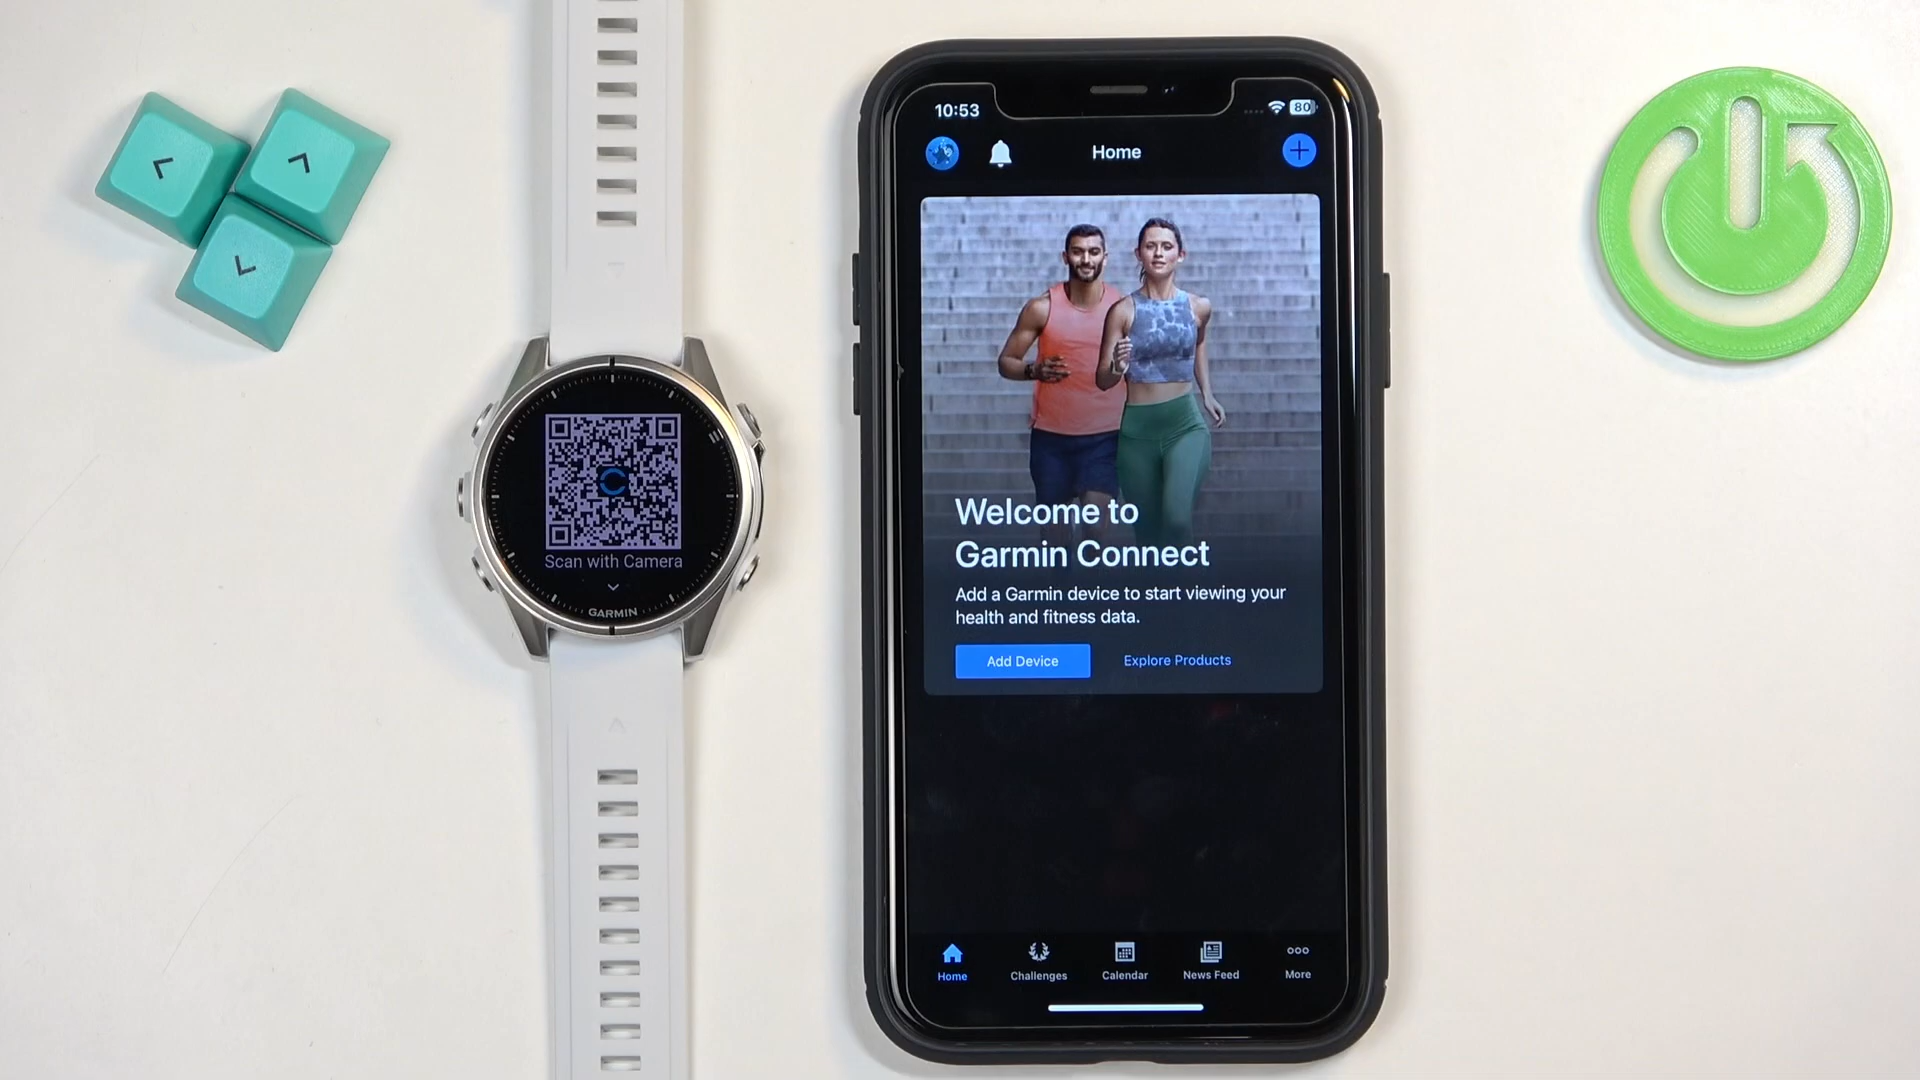 10:53
80
Home
Welcome to
Garmin Connect
Add a Garmin device to start viewing your
health and fitness data.
Add Device
Explore Products
Home
Challenges
Calendar
News Feed
More
Scan with Camera
GARMIN